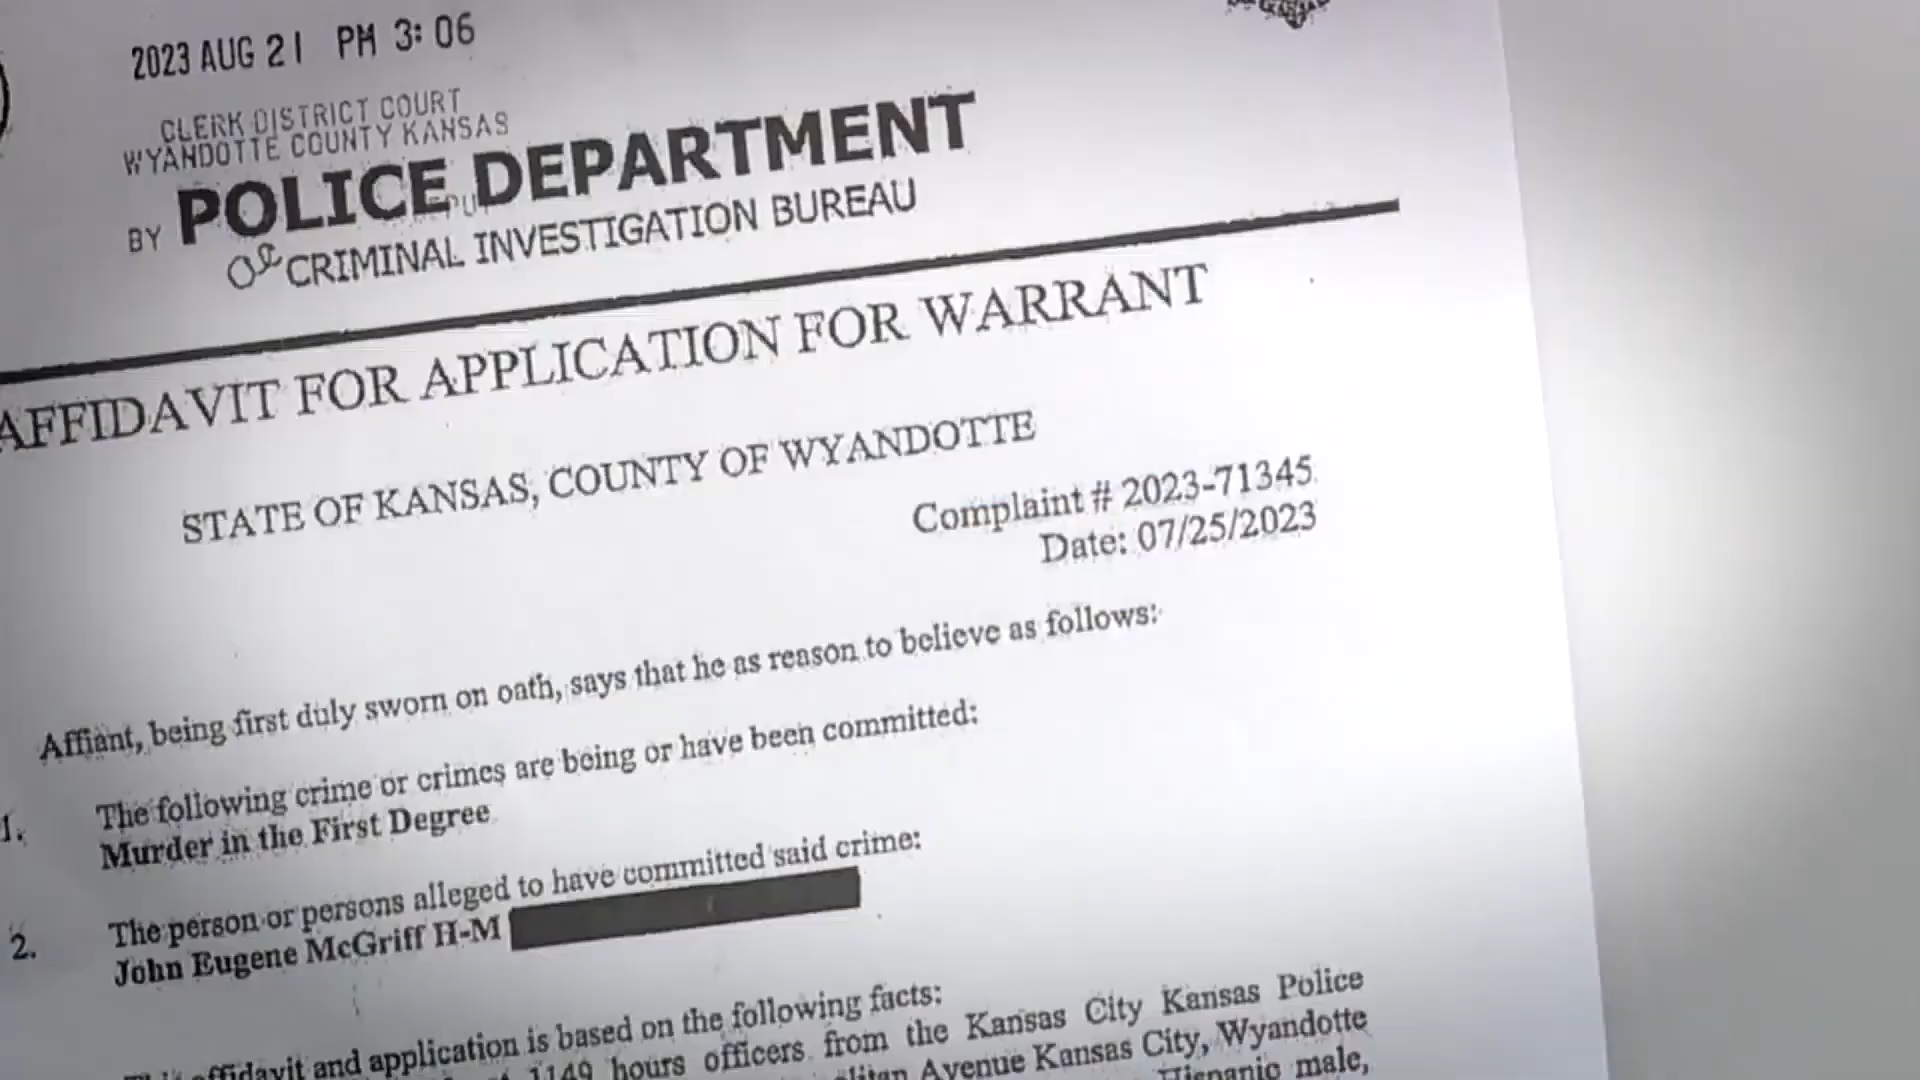 2023 AUG 21 PM 3:06
CLERK DISTRICT COURT
WYANDOTTE COUNTY KANSAS
POLICE DEPARTMENT
BY
CRIMINAL INVESTIGATION BUREAU
AFFIDAVIT FOR APPLICATION FOR WARRANT
STATE OF KANSAS, COUNTY OF WYANDOTTE
Complaint # 2023-71345
Date: 07/25/2023
Affiant, being first duly sworn on oath, says that he as reason to believe as follows:
1. The following crime or crimes are being or have been committed:
Murder in the First Degree
2. The person or persons alleged to have committed said crime:
John Eugene McGriff H-M
affidavit and application is based on the following facts:
1149 hours officers from the Kansas City Kansas Police
Avenue Kansas City, Wyandotte
Hispanic male,